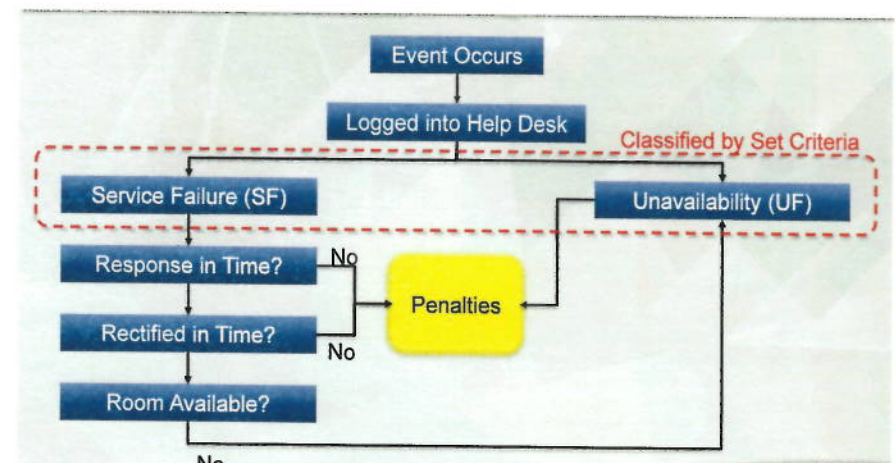 Event Occurs
Logged into Help Desk
Classified by Set Criteria
Service Failure (SF)
Unavailability (UF)
Response in Time?
No
Penalties
Rectified in Time?
No
Room Available?
No